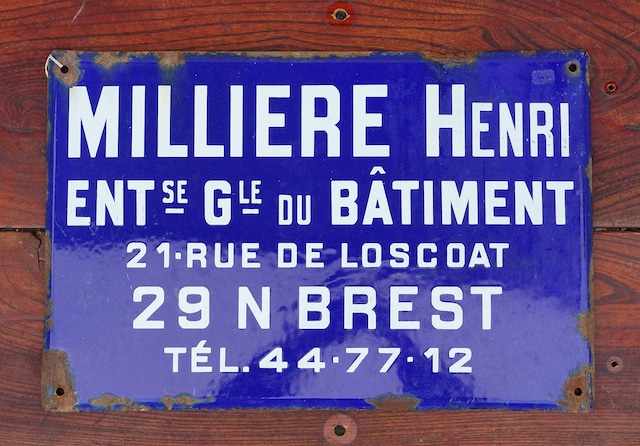 MILLIERE HENRI
ENTSE GLE DU BÂTIMENT
21·RUE DE LOSCOAT
29 N BREST
TÉL. 44·77·12